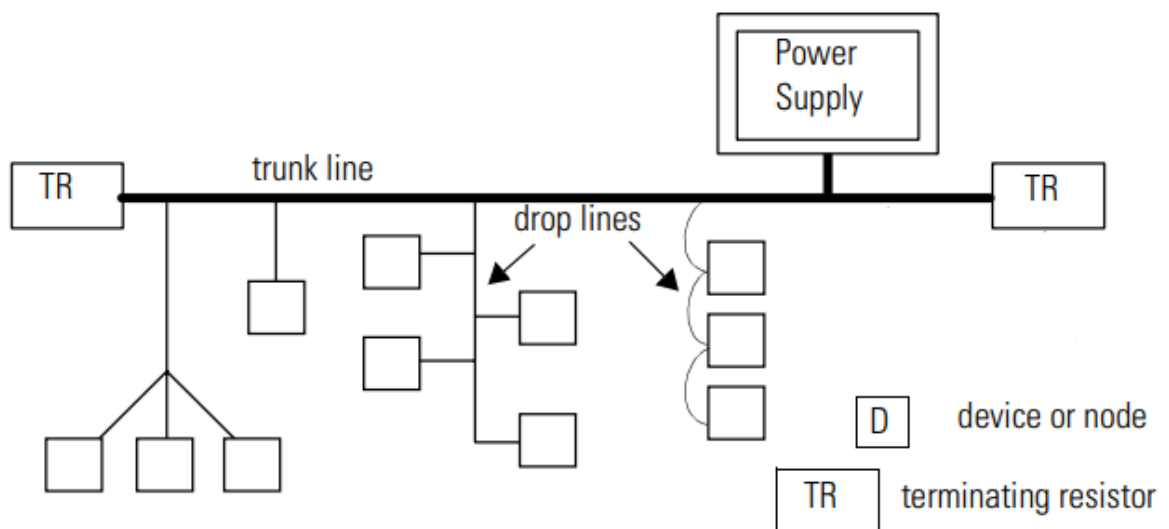 Power
Supply
TR
trunk line
TR
drop lines
D
device or node
TR
terminating resistor